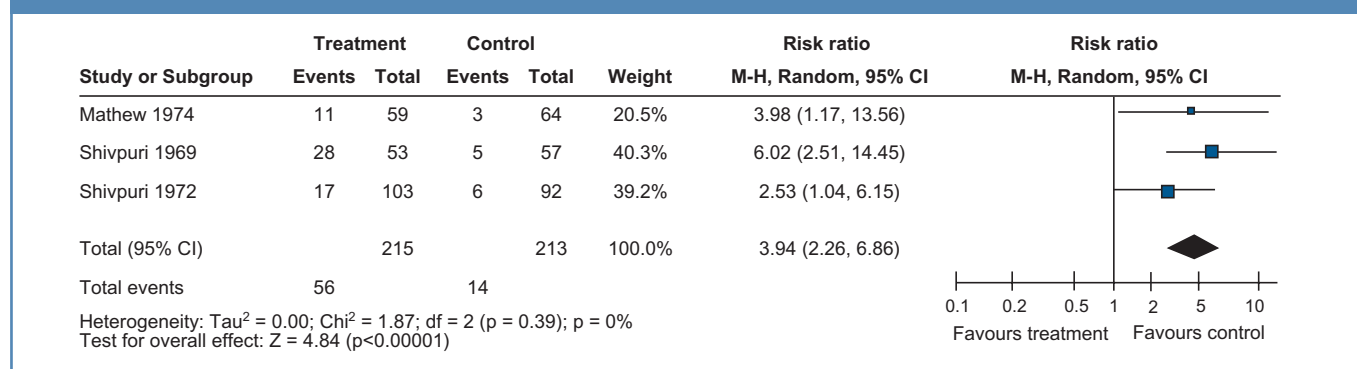 Treatment Control Risk ratio Risk ratio
Study or Subgroup Events Total Events Total Weight M-H, Random, 95% CI M-H, Random, 95% CI
Mathew 1974 11 59 3 64 20.5% 3.98 (1.17, 13.56)
Shivpuri 1969 28 53 5 57 40.3% 6.02 (2.51, 14.45)
Shivpuri 1972 17 103 6 92 39.2% 2.53 (1.04, 6.15)
Total (95% CI) 215 213 100.0% 3.94 (2.26, 6.86)
Total events 56 14
0.1 0.2 0.5 1 2 5 10
Heterogeneity: Tau² = 0.00; Chi² = 1.87; df = 2 (p = 0.39); p = 0%
Favours treatment Favours control
Test for overall effect: Z = 4.84 (p<0.00001)